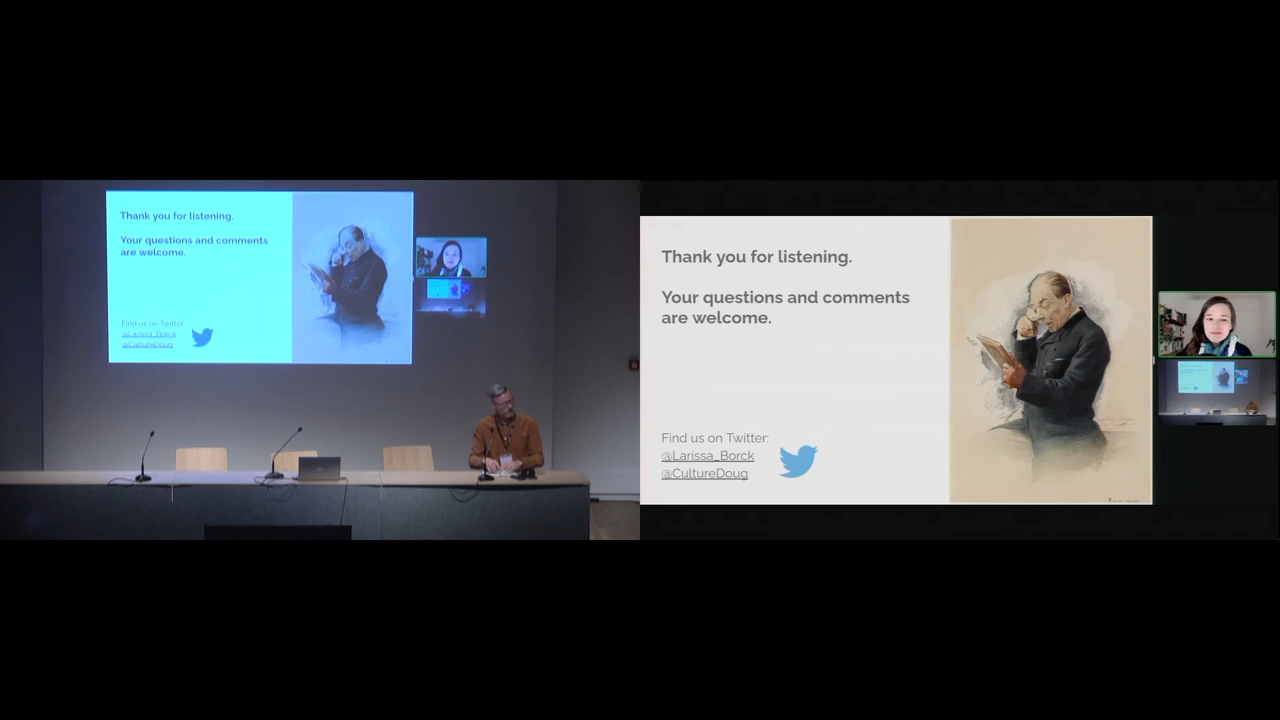 Thank you for listening.
Your questions and comments
are welcome.
Find us on Twitter
@Larissa_Borck
@CultureDoug
Thank you for listening.
Your questions and comments
are welcome.
Find us on Twitter:
@Larissa_Borck
@CultureDoug